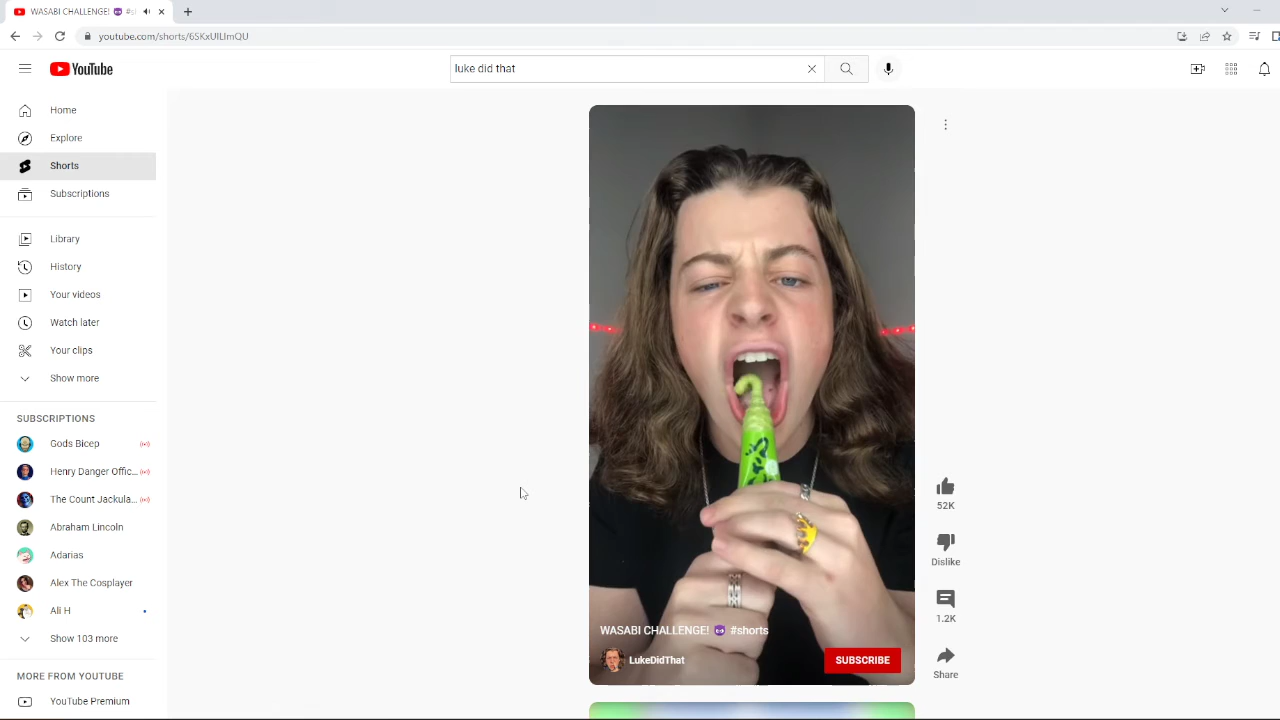 WASABI CHALLENGE! 😈 #s
youtube.com/shorts/6SKxUlLImQU
YouTube
luke did that
Home
Explore
Shorts
Subscriptions
Library
History
Your videos
Watch later
Your clips
Show more
SUBSCRIPTIONS
Gods Bicep
Henry Danger Offic...
The Count Jackula...
Abraham Lincoln
Adarias
Alex The Cosplayer
Ali H
Show 103 more
MORE FROM YOUTUBE
YouTube Premium
WASABI CHALLENGE! 😈 #shorts
LukeDidThat
SUBSCRIBE
52K
Dislike
1.2K
Share